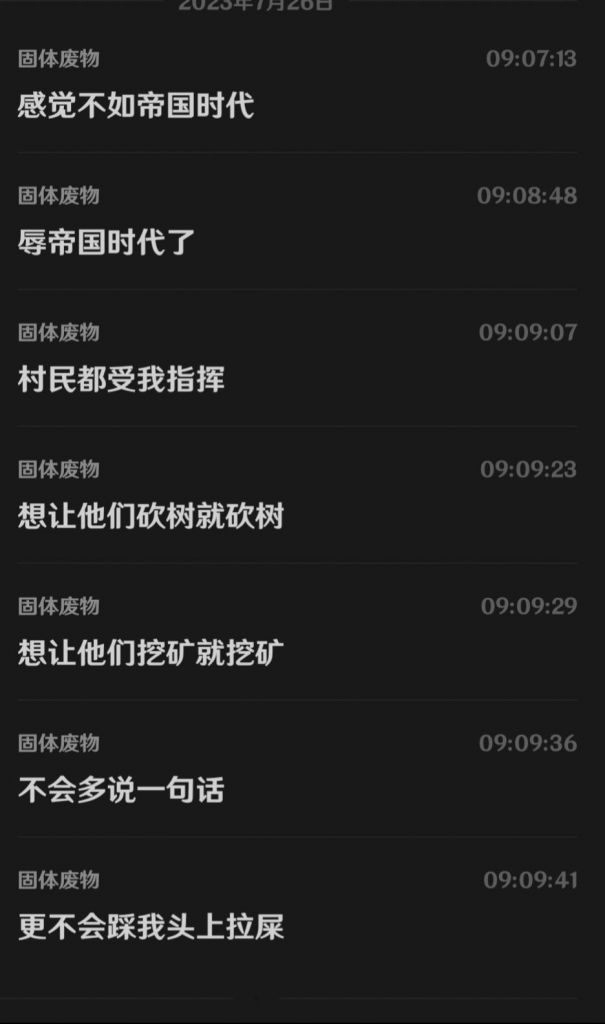 2023年7月26日
固体废物 09:07:13
感觉不如帝国时代
固体废物 09:08:48
辱帝国时代了
固体废物 09:09:07
村民都受我指挥
固体废物 09:09:23
想让他们砍树就砍树
固体废物 09:09:29
想让他们挖矿就挖矿
固体废物 09:09:36
不会多说一句话
固体废物 09:09:41
更不会踩我头上拉屎